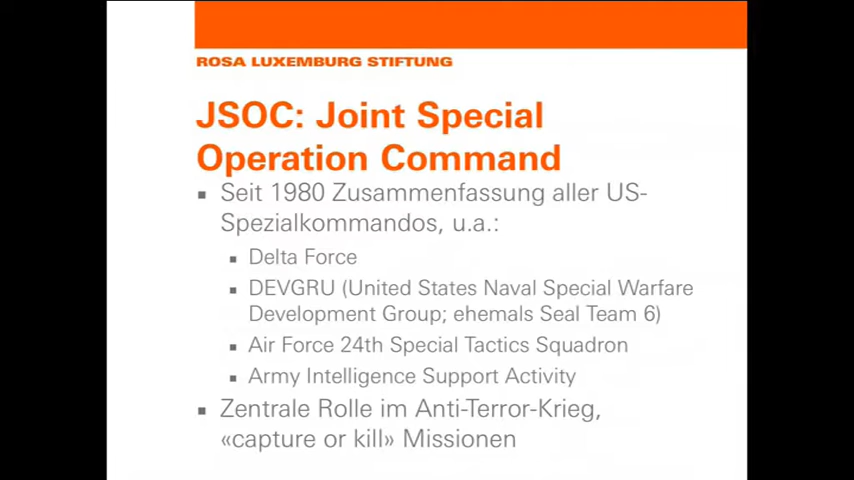 ROSA LUXEMBURG STIFTUNG
JSOC: Joint Special
Operation Command
▪ Seit 1980 Zusammenfassung aller US-
Spezialkommandos, u.a.:
▪ Delta Force
▪ DEVGRU (United States Naval Special Warfare
Development Group; ehemals Seal Team 6)
▪ Air Force 24th Special Tactics Squadron
▪ Army Intelligence Support Activity
▪ Zentrale Rolle im Anti-Terror-Krieg,
«capture or kill» Missionen